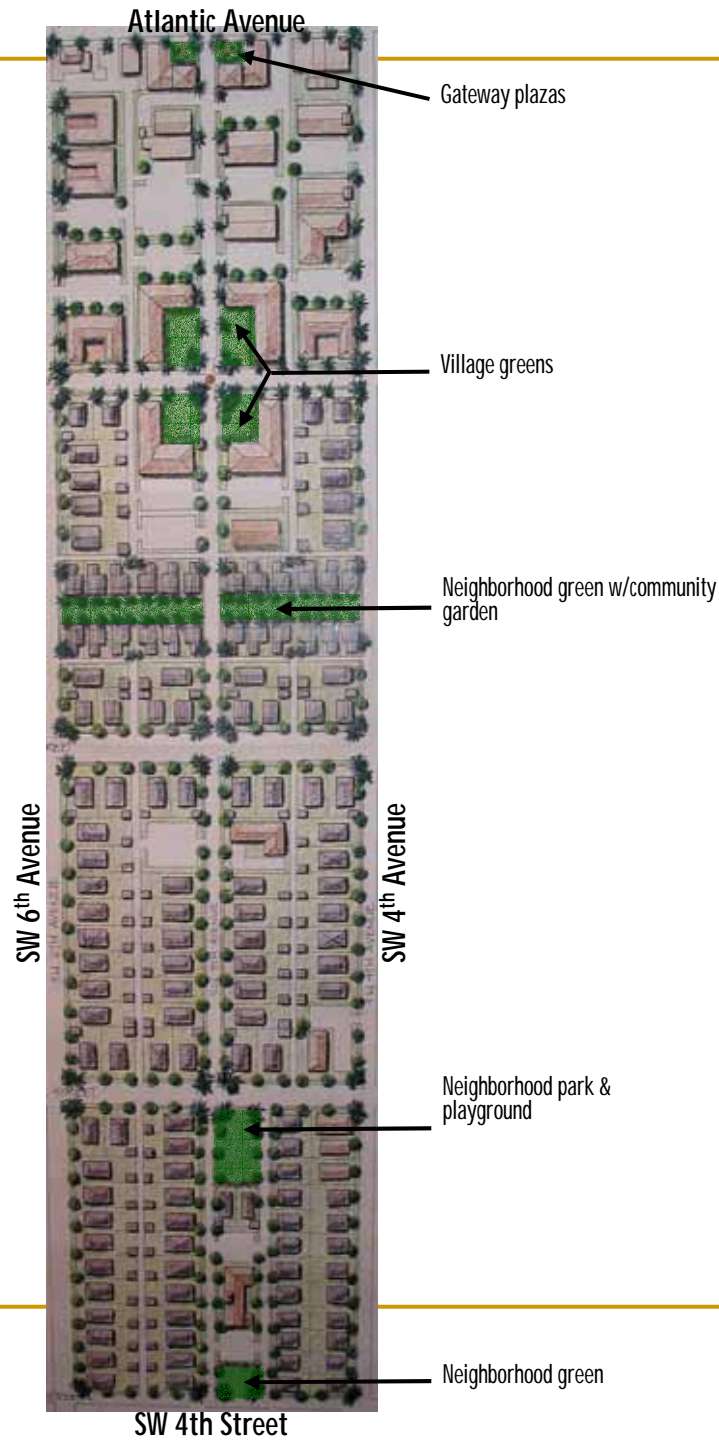 Atlantic Avenue
Gateway plazas
Village greens
Neighborhood green w/community
garden
SW 6th Avenue
SW 4th Avenue
Neighborhood park &
playground
Neighborhood green
SW 4th Street